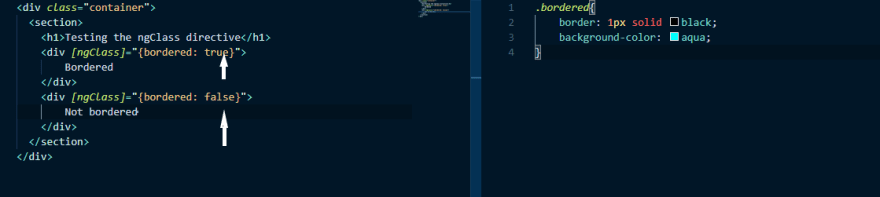 <div class="container">
<section>
<h1>Testing the ngClass directive</h1>
<div [ngClass]="{bordered: true}">
Bordered
</div>
<div [ngClass]="{bordered: false}">
Not bordered
</div>
</section>
</div>
1 .bordered{
2 border: 1px solid black;
3 background-color: aqua;
4 }